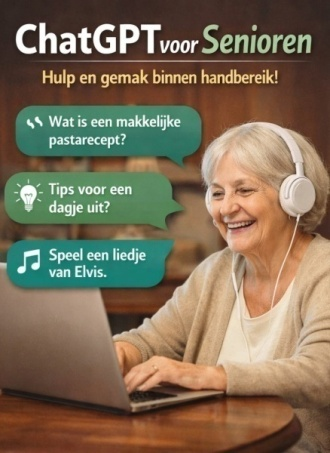 ChatGPT voor Senioren
Hulp en gemak binnen handbereik!
Wat is een makkelijke
pastarecept?
Tips voor een
dagje uit?
Speel een liedje
van Elvis.